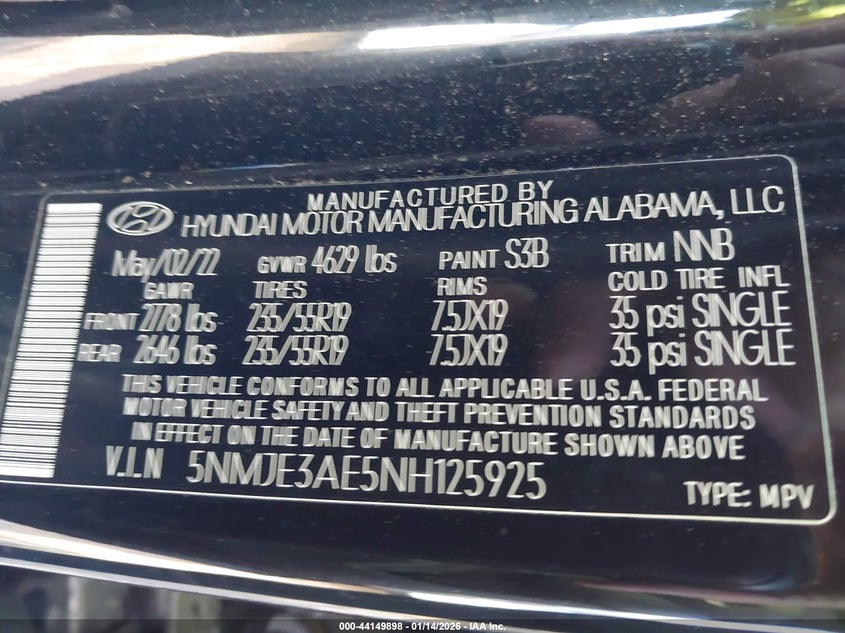 MANUFACTURED BY
HYUNDAI MOTOR MANUFACTURING ALABAMA, LLC
May/02/22 GVWR 4629 lbs PAINT S3B TRIM NNB
GAWR TIRES RIMS COLD TIRE INFL
FRONT 2778 lbs 235/55R19 7.5JX19 35 psi SINGLE
REAR 2646 lbs 235/55R19 7.5JX19 35 psi SINGLE
THIS VEHICLE CONFORMS TO ALL APPLICABLE U.S.A. FEDERAL
MOTOR VEHICLE SAFETY AND THEFT PREVENTION STANDARDS
IN EFFECT ON THE DATE OF MANUFACTURE SHOWN ABOVE
V.I.N 5NMJE3AE5NH125925
TYPE: MPV
000-44149898 - 01/14/2026 - IAA Inc.